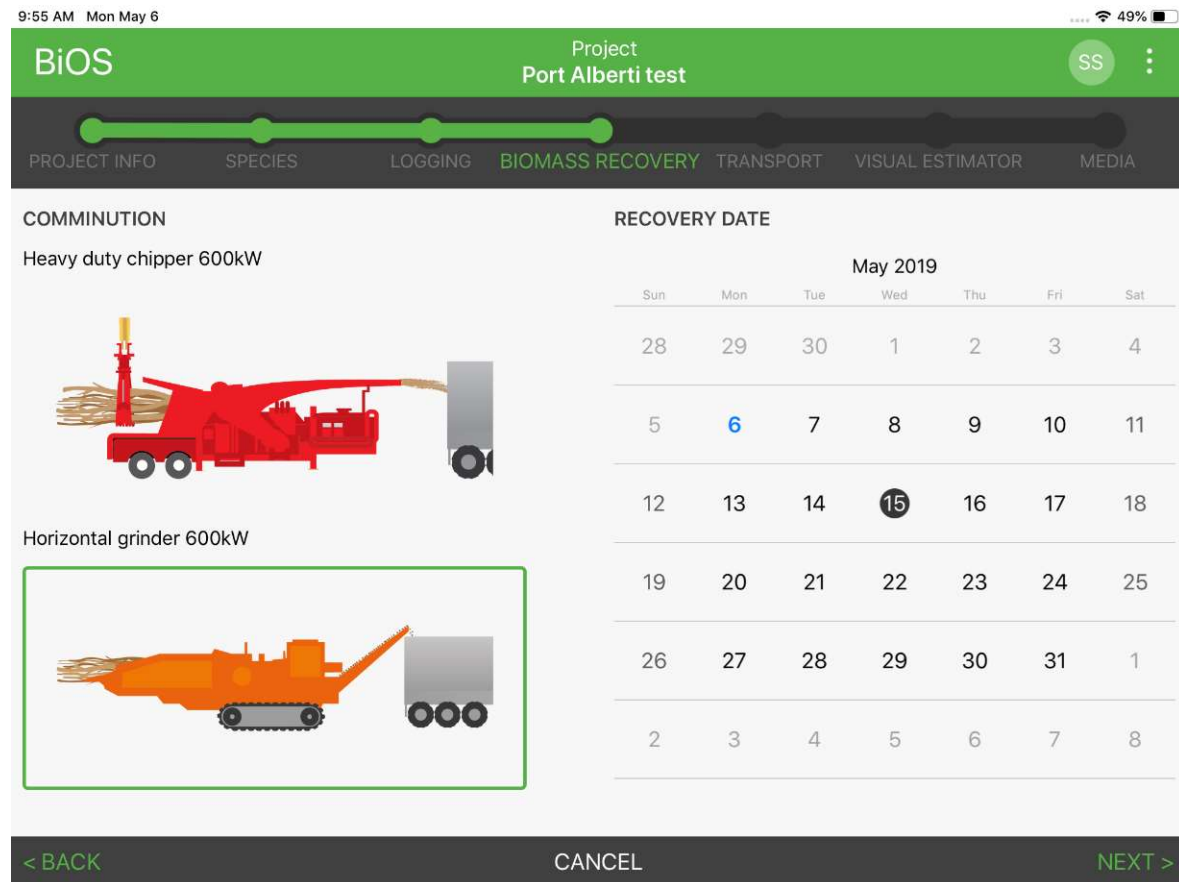 9:55 AM Mon May 6
49%
BiOS
Project
Port Alberti test
SS
PROJECT INFO SPECIES LOGGING BIOMASS RECOVERY TRANSPORT VISUAL ESTIMATOR MEDIA
COMMINUTION
Heavy duty chipper 600kW
Horizontal grinder 600kW
RECOVERY DATE
May 2019
Sun Mon Tue Wed Thu Fri Sat
28 29 30 1 2 3 4
5 6 7 8 9 10 11
12 13 14 15 16 17 18
19 20 21 22 23 24 25
26 27 28 29 30 31 1
2 3 4 5 6 7 8
< BACK CANCEL NEXT >